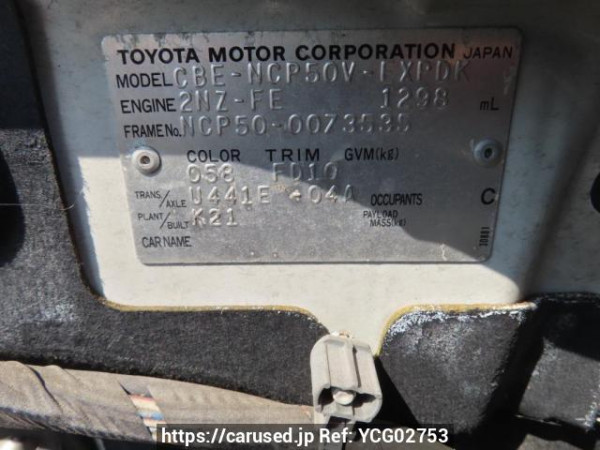 TOYOTA MOTOR CORPORATION JAPAN
MODEL CBE-NCP50V-EXPDK
ENGINE 2NZ-FE 1298 mL
FRAME No. NCP50-0073535
COLOR TRIM GVM(kg)
058 FD10
TRANS/AXLE U441E -04A OCCUPANTS C
PLANT/BUILT K21 PAYLOAD MASS(kg)
CAR NAME
30881
https://carused.jp Ref: YCG02753